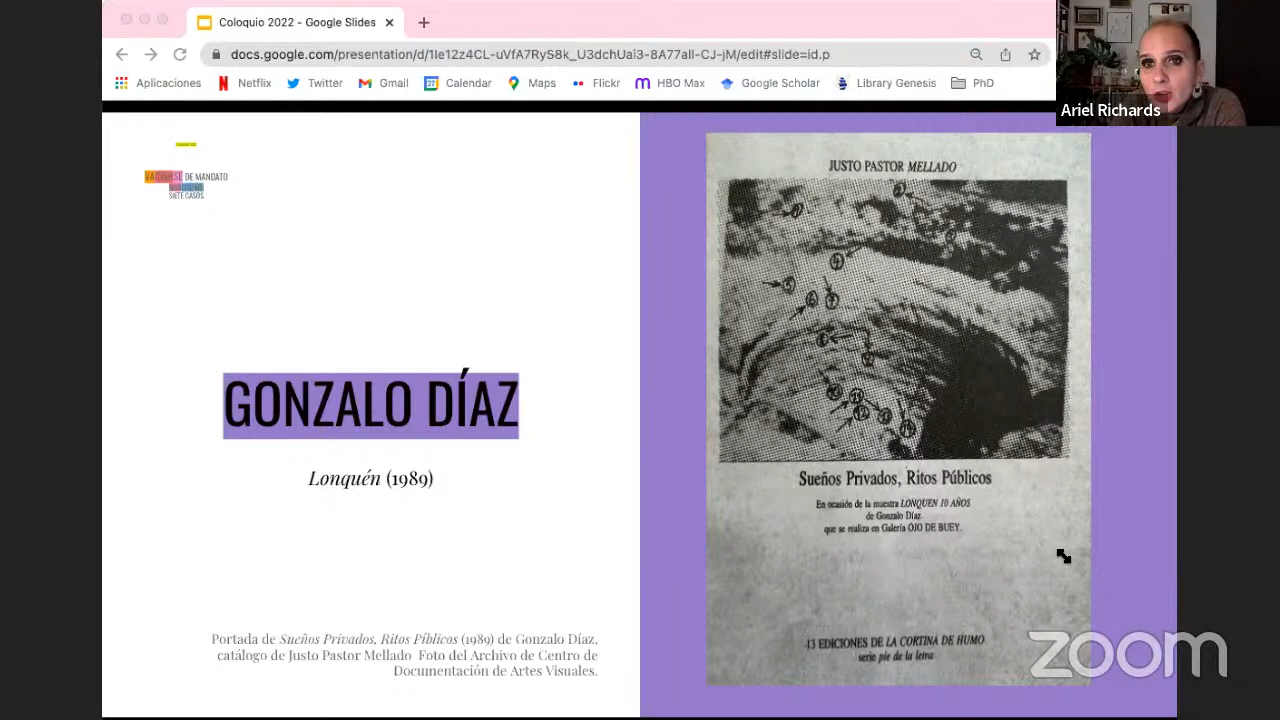 Coloquio 2022 - Google Slides
docs.google.com/presentation/d/1Ie12z4CL-uVfA7RyS8k_U3dchUai3-8A77aIl-CJ-jM/edit#slide=id.p
Aplicaciones Netflix Twitter Gmail Calendar Maps Flickr HBO Max Google Scholar Library Genesis PhD
Ariel Richards
VACIARSE DE MANDATO
MASCULINO
SIETE CASOS
GONZALO DÍAZ
Lonquén (1989)
Portada de Sueños Privados, Ritos Píblicos (1989) de Gonzalo Díaz,
catálogo de Justo Pastor Mellado Foto del Archivo de Centro de
Documentación de Artes Visuales.
JUSTO PASTOR MELLADO
Sueños Privados, Ritos Públicos
En ocasión de la muestra LONQUEN 10 AÑOS
de Gonzalo Díaz.
que se realiza en Galería OJO DE BUEY.
13 EDICIONES DE LA CORTINA DE HUMO
serie pie de la letra
zoom